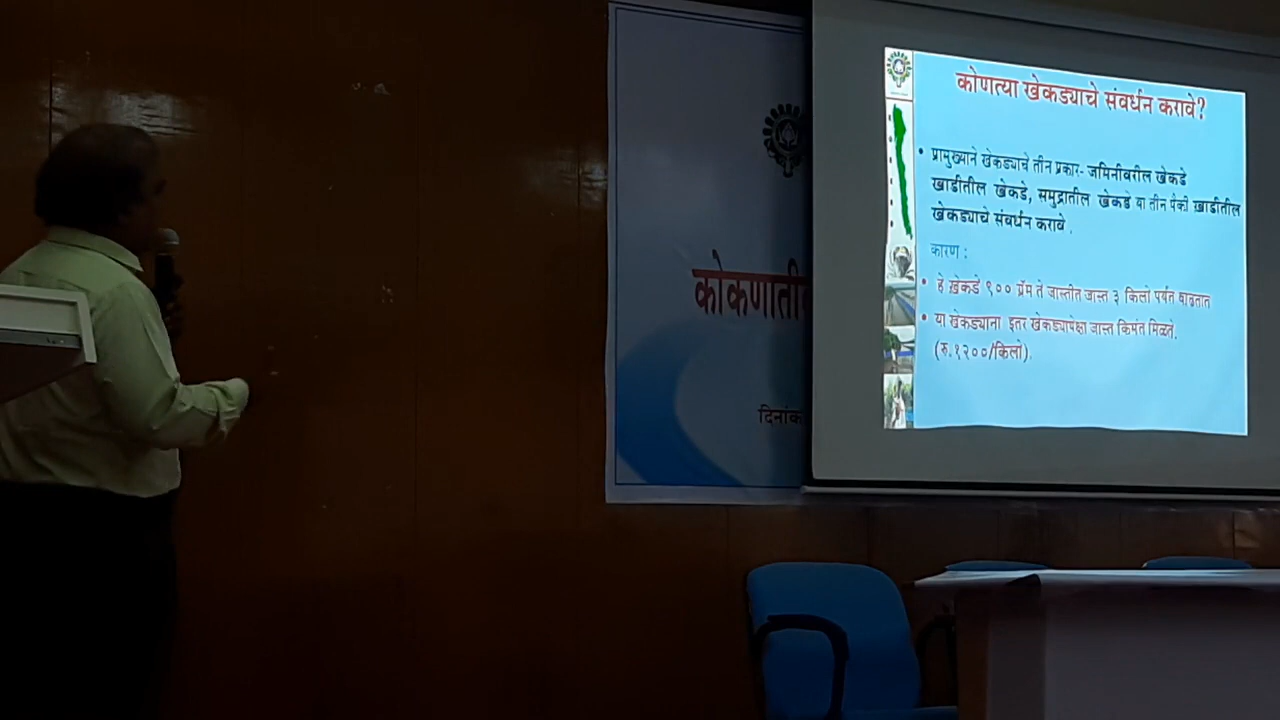 कोणत्या खेकड्याचे संवर्धन करावे?
• प्रामुख्याने खेकड्याचे तीन प्रकार- जमिनीवरील खेकडे
खाडीतील खेकडे, समुद्रातील खेकडे या तीन पैकी खाडीतील
खेकड्याचे संवर्धन करावे .
कारण :
• हे खेकडे ९०० ग्रॅम ते जास्तीत जास्त ३ किलो पर्यंत वाढतात
• या खेकड्याना इतर खेकड्यापेक्षा जास्त किमंत मिळते.
(रु.१२००/किलो).
कोकणाती
दिनांक